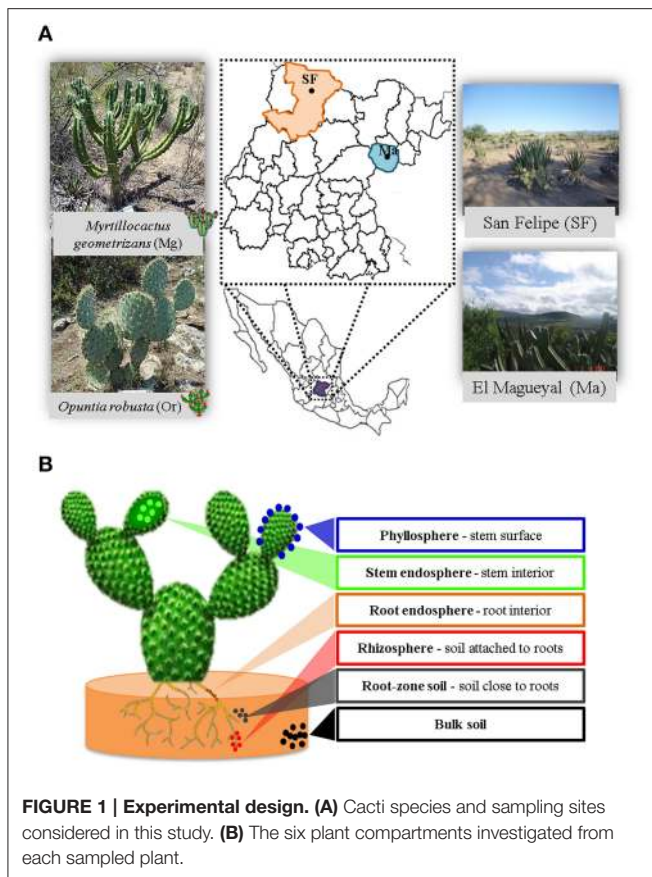 A
SF
Ma
Myrtillocactus
geometrizans (Mg)
Opuntia robusta (Or)
San Felipe (SF)
El Magueyal (Ma)
B
Phyllosphere - stem surface
Stem endosphere - stem interior
Root endosphere - root interior
Rhizosphere - soil attached to roots
Root-zone soil - soil close to roots
Bulk soil
FIGURE 1 | Experimental design. (A) Cacti species and sampling sites
considered in this study. (B) The six plant compartments investigated from
each sampled plant.